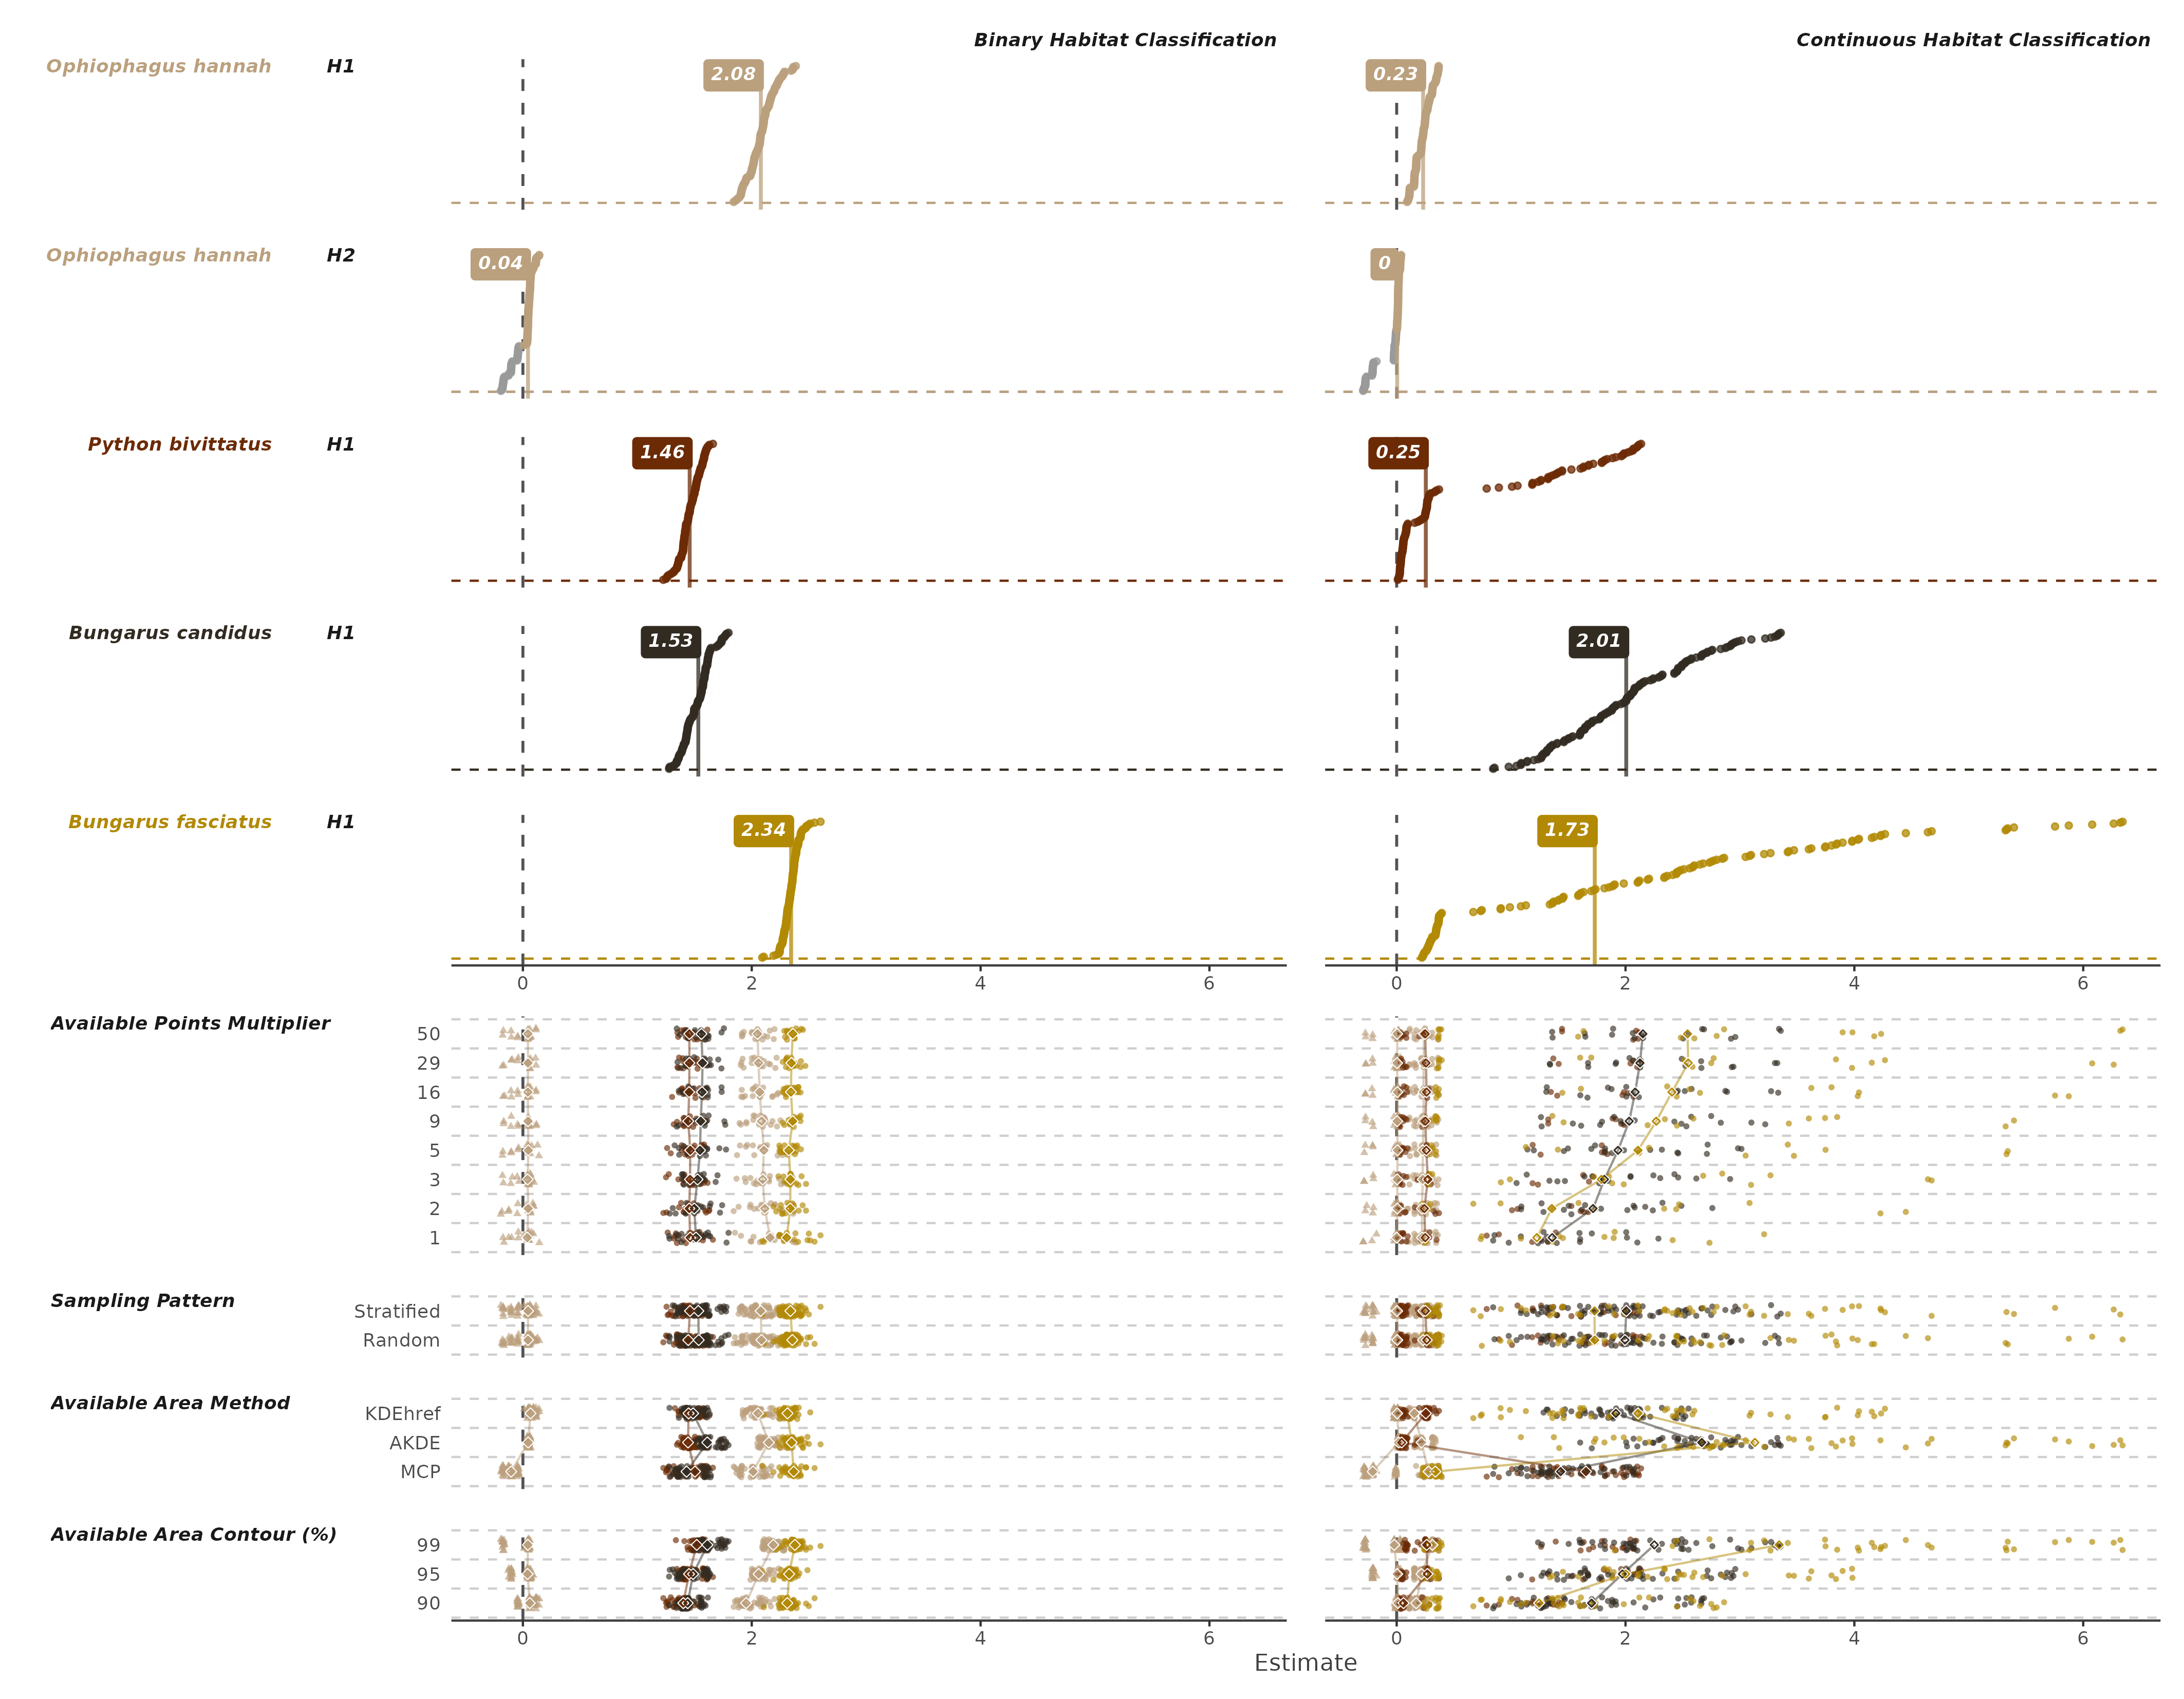 Binary Habitat Classification
Continuous Habitat Classification
Ophiophagus hannah H1
2.08
0.23
Ophiophagus hannah H2
0.04
0
Python bivittatus H1
1.46
0.25
Bungarus candidus H1
1.53
2.01
Bungarus fasciatus H1
2.34
1.73
0 2 4 6
0 2 4 6
Available Points Multiplier
50
29
16
9
5
3
2
1
Sampling Pattern
Stratified
Random
Available Area Method
KDEhref
AKDE
MCP
Available Area Contour (%)
99
95
90
0 2 4 6
0 2 4 6
Estimate